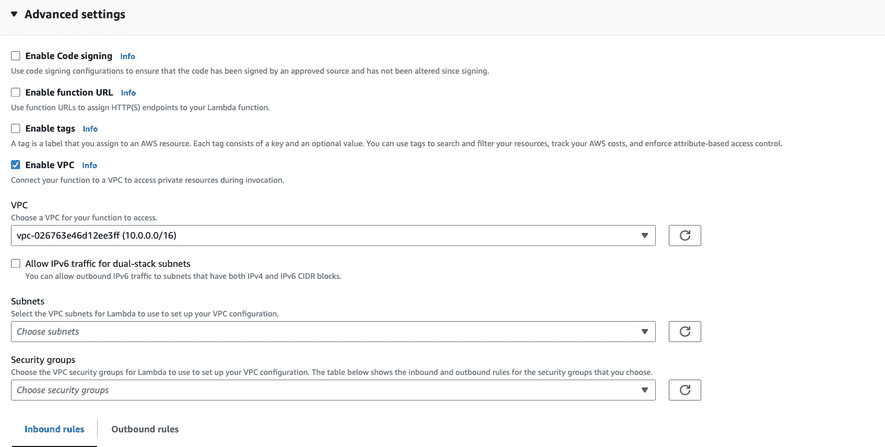 Advanced settings
Enable Code signing Info
Use code signing configurations to ensure that the code has been signed by an approved source and has not been altered since signing.
Enable function URL Info
Use function URLs to assign HTTP(S) endpoints to your Lambda function.
Enable tags Info
A tag is a label that you assign to an AWS resource. Each tag consists of a key and an optional value. You can use tags to search and filter your resources, track your AWS costs, and enforce attribute-based access control.
Enable VPC Info
Connect your function to a VPC to access private resources during invocation.
VPC
Choose a VPC for your function to access.
vpc-026763e46d12ee3ff (10.0.0.0/16)
Allow IPv6 traffic for dual-stack subnets
You can allow outbound IPv6 traffic to subnets that have both IPv4 and IPv6 CIDR blocks.
Subnets
Select the VPC subnets for Lambda to use to set up your VPC configuration.
Choose subnets
Security groups
Choose the VPC security groups for Lambda to use to set up your VPC configuration. The table below shows the inbound and outbound rules for the security groups that you choose.
Choose security groups
Inbound rules Outbound rules